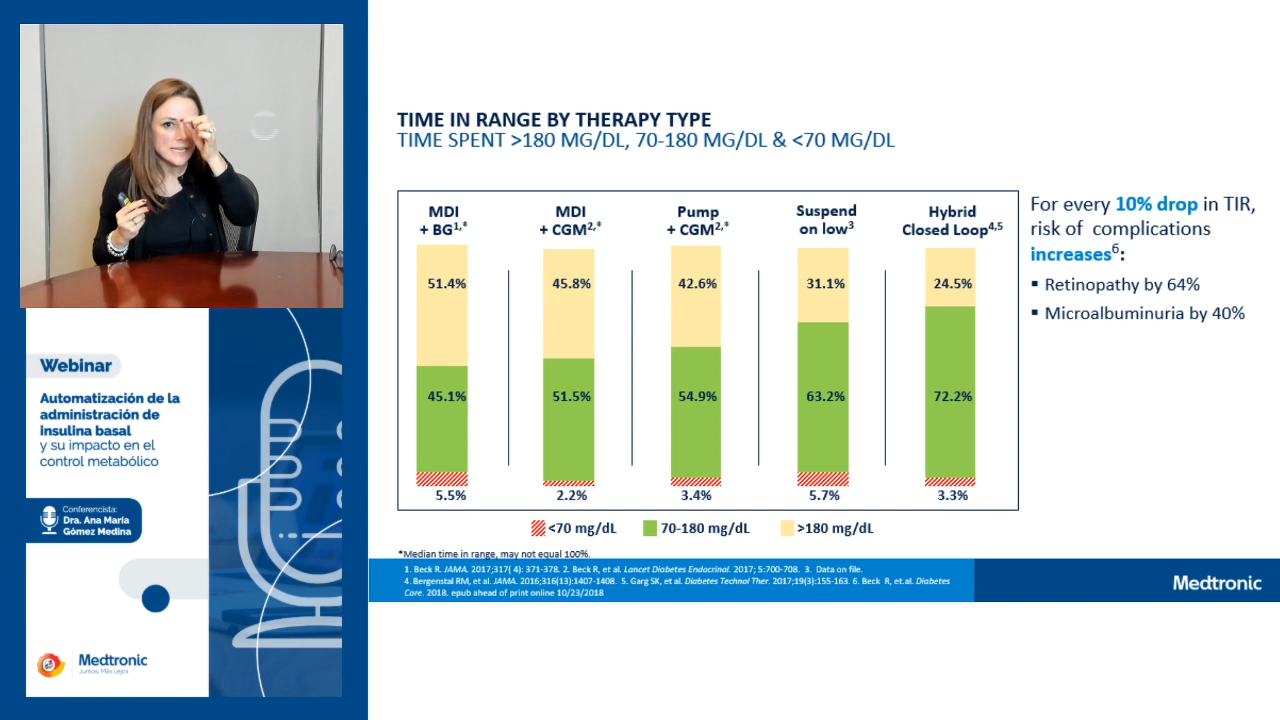 TIME IN RANGE BY THERAPY TYPE
TIME SPENT >180 MG/DL, 70-180 MG/DL & <70 MG/DL
MDI
+ BG1,*
MDI
+ CGM2,*
Pump
+ CGM2,*
Suspend
on low3
Hybrid
Closed Loop4,5
51.4%
45.8%
42.6%
31.1%
24.5%
45.1%
51.5%
54.9%
63.2%
72.2%
5.5%
2.2%
3.4%
5.7%
3.3%
<70 mg/dL
70-180 mg/dL
>180 mg/dL
For every 10% drop in TIR,
risk of complications
increases6:
▪ Retinopathy by 64%
▪ Microalbuminuria by 40%
*Median time in range, may not equal 100%.
1. Beck R. JAMA. 2017;317( 4): 371-378. 2. Beck R, et al. Lancet Diabetes Endocrinol. 2017; 5:700-708. 3. Data on file.
4. Bergenstal RM, et al. JAMA. 2016;316(13):1407-1408. 5. Garg SK, et al. Diabetes Technol Ther. 2017;19(3):155-163. 6. Beck R, et.al. Diabetes
Care. 2018. epub ahead of print online 10/23/2018
Medtronic
Webinar
Automatización de la
administración de
insulina basal
y su impacto en el
control metabólico
Conferencista:
Dra. Ana María
Gómez Medina
Medtronic
Juntos, Más Lejos